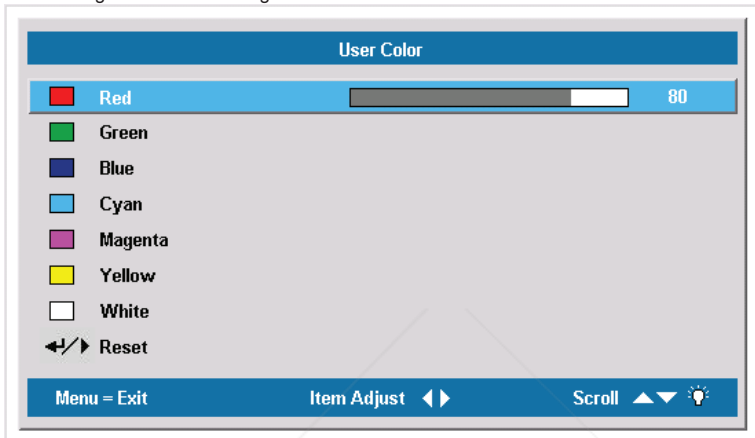 User Color
Red 80
Green
Blue
Cyan
Magenta
Yellow
White
Reset
Menu = Exit Item Adjust Scroll